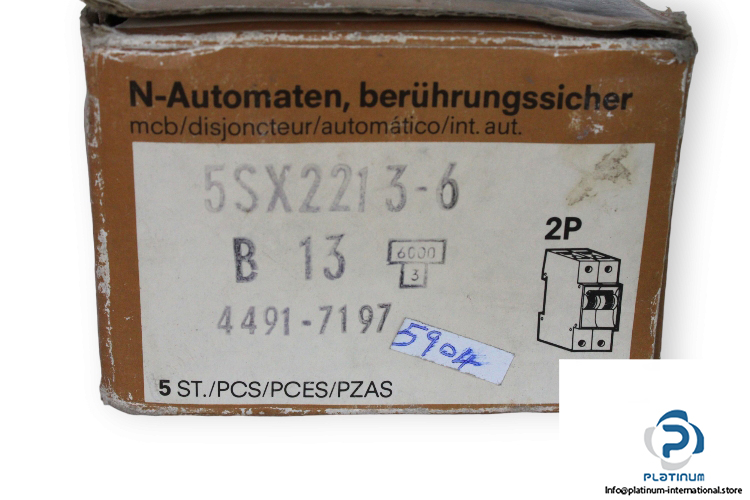 N-Automaten, berührungssicher
mcb/disjoncteur/automático/int. aut.
5SX2213-6
2P
B 13 6000
3
4491-7197
5904
5 ST./PCS/PCES/PZAS
PLATINUM
Info@platinum-international.store